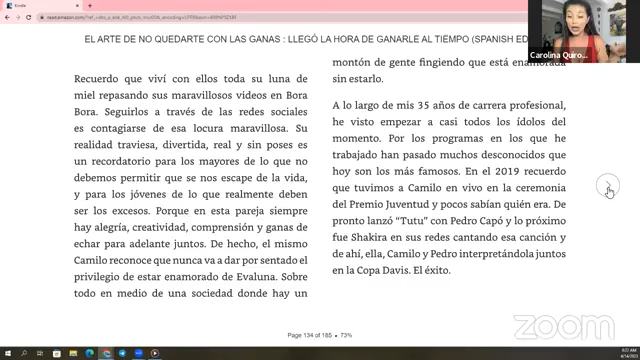 Kindle
EL ARTE DE NO QUEDARTE CON LAS GANAS : LLEGÓ LA HORA DE GANARLE AL TIEMPO (SPANISH ED
Carolina Quiro...
Recuerdo que viví con ellos toda su luna de
miel repasando sus maravillosos videos en Bora
Bora. Seguirlos a través de las redes sociales
es contagiarse de esa locura maravillosa. Su
realidad traviesa, divertida, real y sin poses es
un recordatorio para los mayores de lo que no
debemos permitir que se nos escape de la vida,
y para los jóvenes de lo que realmente deben
ser los excesos. Porque en esta pareja siempre
hay alegría, creatividad, comprensión y ganas de
echar para adelante juntos. De hecho, el mismo
Camilo reconoce que nunca va a dar por sentado el
privilegio de estar enamorado de Evaluna. Sobre
todo en medio de una sociedad donde hay un
montón de gente fingiendo que está enamorada
sin estarlo.
A lo largo de mis 35 años de carrera profesional,
he visto empezar a casi todos los ídolos del
momento. Por los programas en los que he
trabajado han pasado muchos desconocidos que
hoy son los más famosos. En el 2019 recuerdo
que tuvimos a Camilo en vivo en la ceremonia
del Premio Juventud y pocos sabían quién era. De
pronto lanzó “Tutu” con Pedro Capó y lo próximo
fue Shakira en sus redes cantando esa canción y
de ahí, ella, Camilo y Pedro interpretándola juntos
en la Copa Davis. El éxito.
Page 134 of 185 • 73%
zoom
8:22 AM
4/14/2023